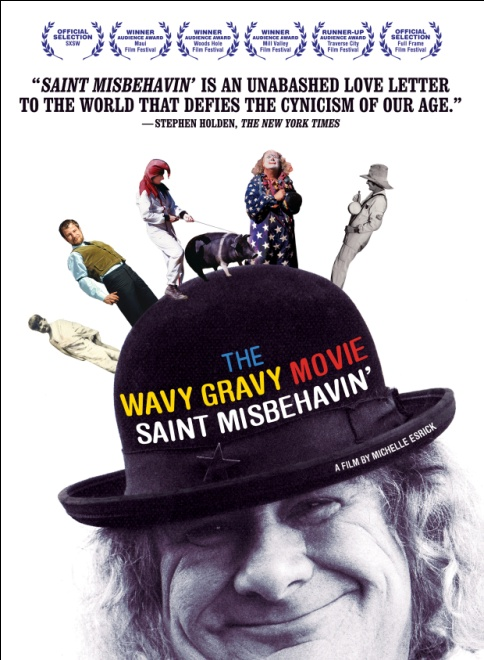 OFFICIAL
SELECTION
SXSW
WINNER
AUDIENCE AWARD
Maui
Film Festival
WINNER
AUDIENCE AWARD
Woods Hole
Film Festival
WINNER
AUDIENCE AWARD
Mill Valley
Film Festival
RUNNER-UP
AUDIENCE AWARD
Traverse City
Film Festival
OFFICIAL
SELECTION
Full Frame
Film Festival
“SAINT MISBEHAVIN’ IS AN UNABASHED LOVE LETTER
TO THE WORLD THAT DEFIES THE CYNICISM OF OUR AGE.”
—STEPHEN HOLDEN, THE NEW YORK TIMES
THE
WAVY GRAVY MOVIE
SAINT MISBEHAVIN’
A FILM BY MICHELLE ESRICK